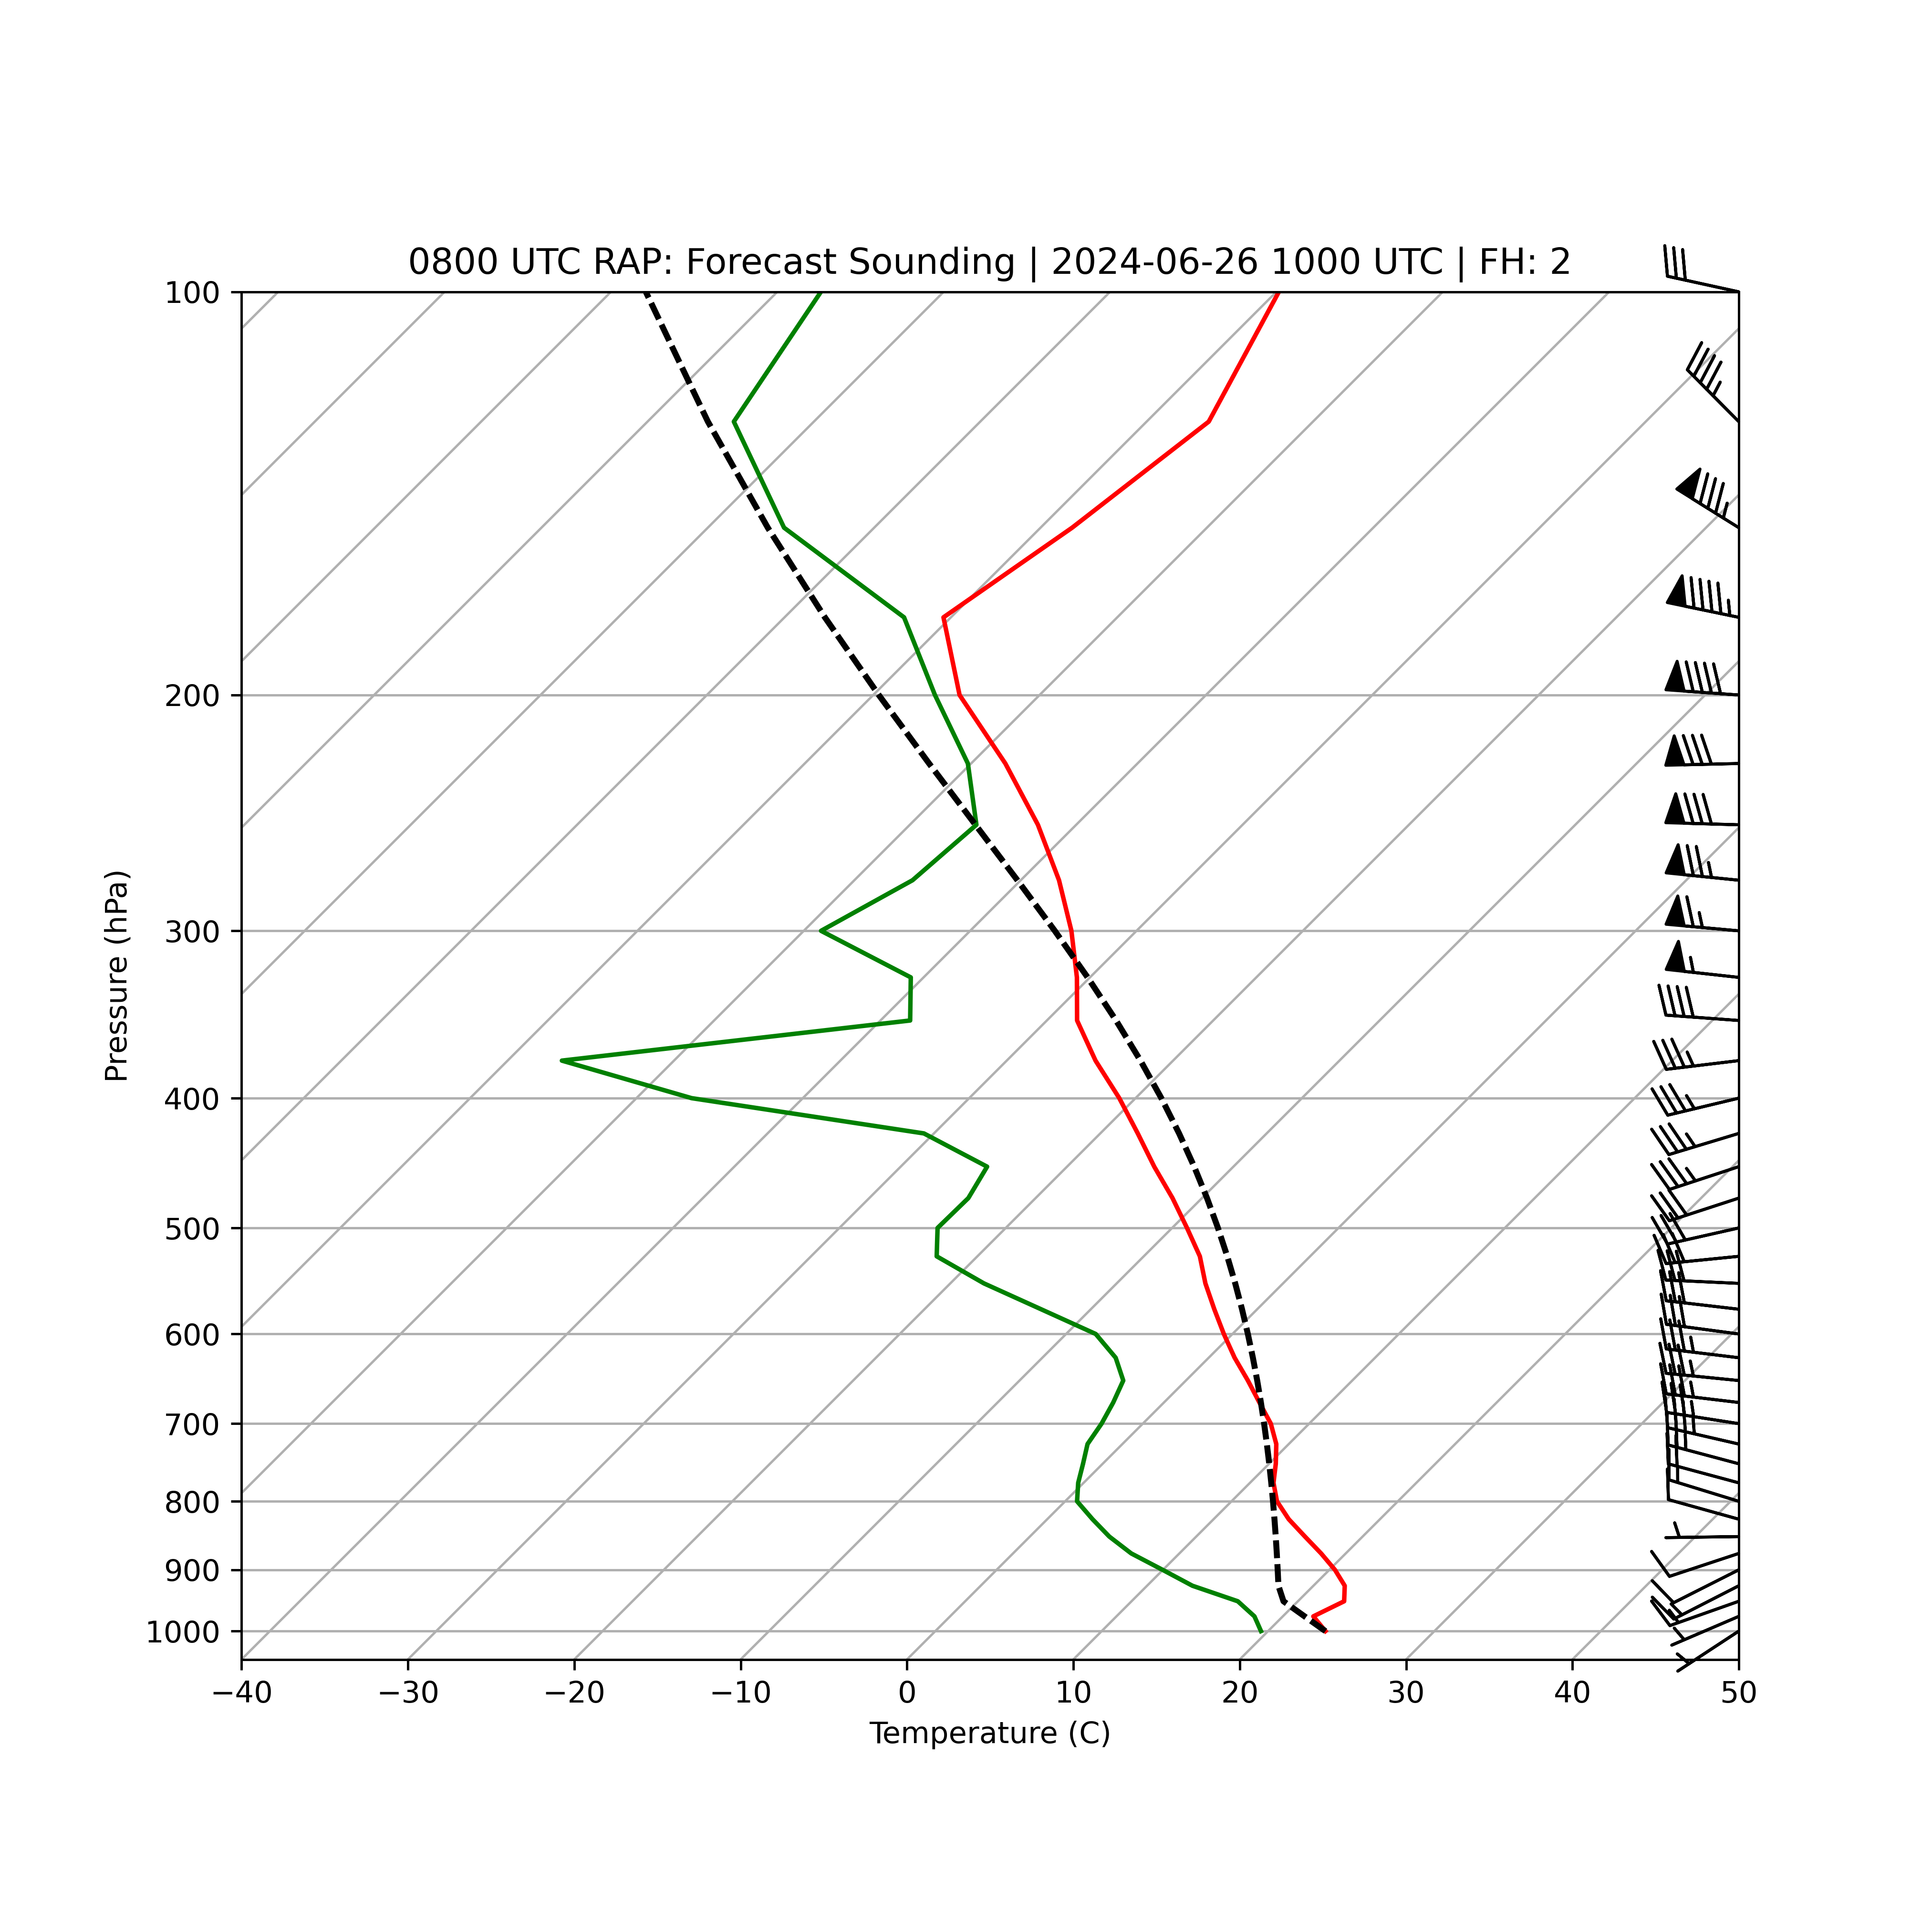 0800 UTC RAP: Forecast Sounding | 2024-06-26 1000 UTC | FH: 2
100
200
300
400
500
600
700
800
900
1000
Pressure (hPa)
−40 −30 −20 −10 0 10 20 30 40 50
Temperature (C)